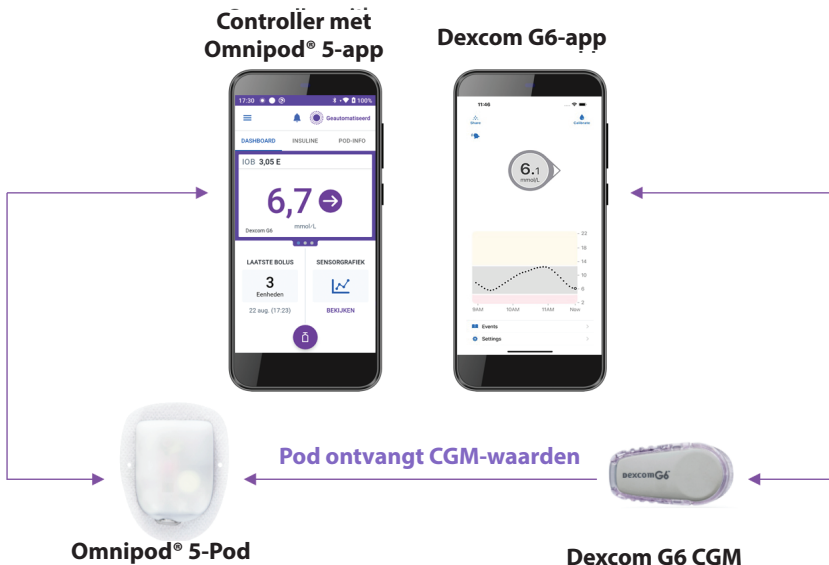 Controller met
Omnipod® 5-app
Dexcom G6-app
17:30
100%
Geautomatiseerd
DASHBOARD INSULINE POD-INFO
IOB 3,05 E
6,7
mmol/L
Dexcom G6
LAATSTE BOLUS
3
Eenheden
22 aug. (17:23)
SENSORGRAFIEK
BEKIJKEN
11:46
Share
Calibrate
6.1
mmol/L
22
18
14
10
6
2
9AM 10AM 11AM Now
Events
Settings
Pod ontvangt CGM-waarden
Dexcom G6
Omnipod® 5-Pod
Dexcom G6 CGM